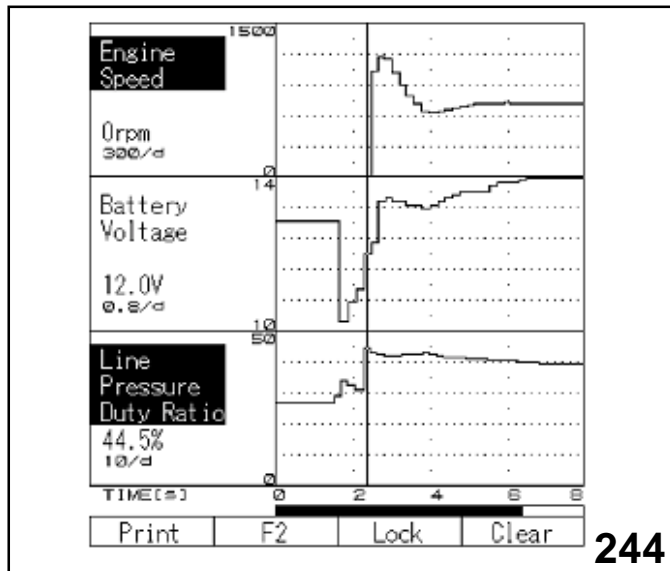 1500
Engine
Speed
0rpm
300/d
0
14
Battery
Voltage
12.0V
0.8/d
10
50
Line
Pressure
Duty Ratio
44.5%
10/d
0
TIME[s] 0 2 4 6 8
Print F2 Lock Clear
244